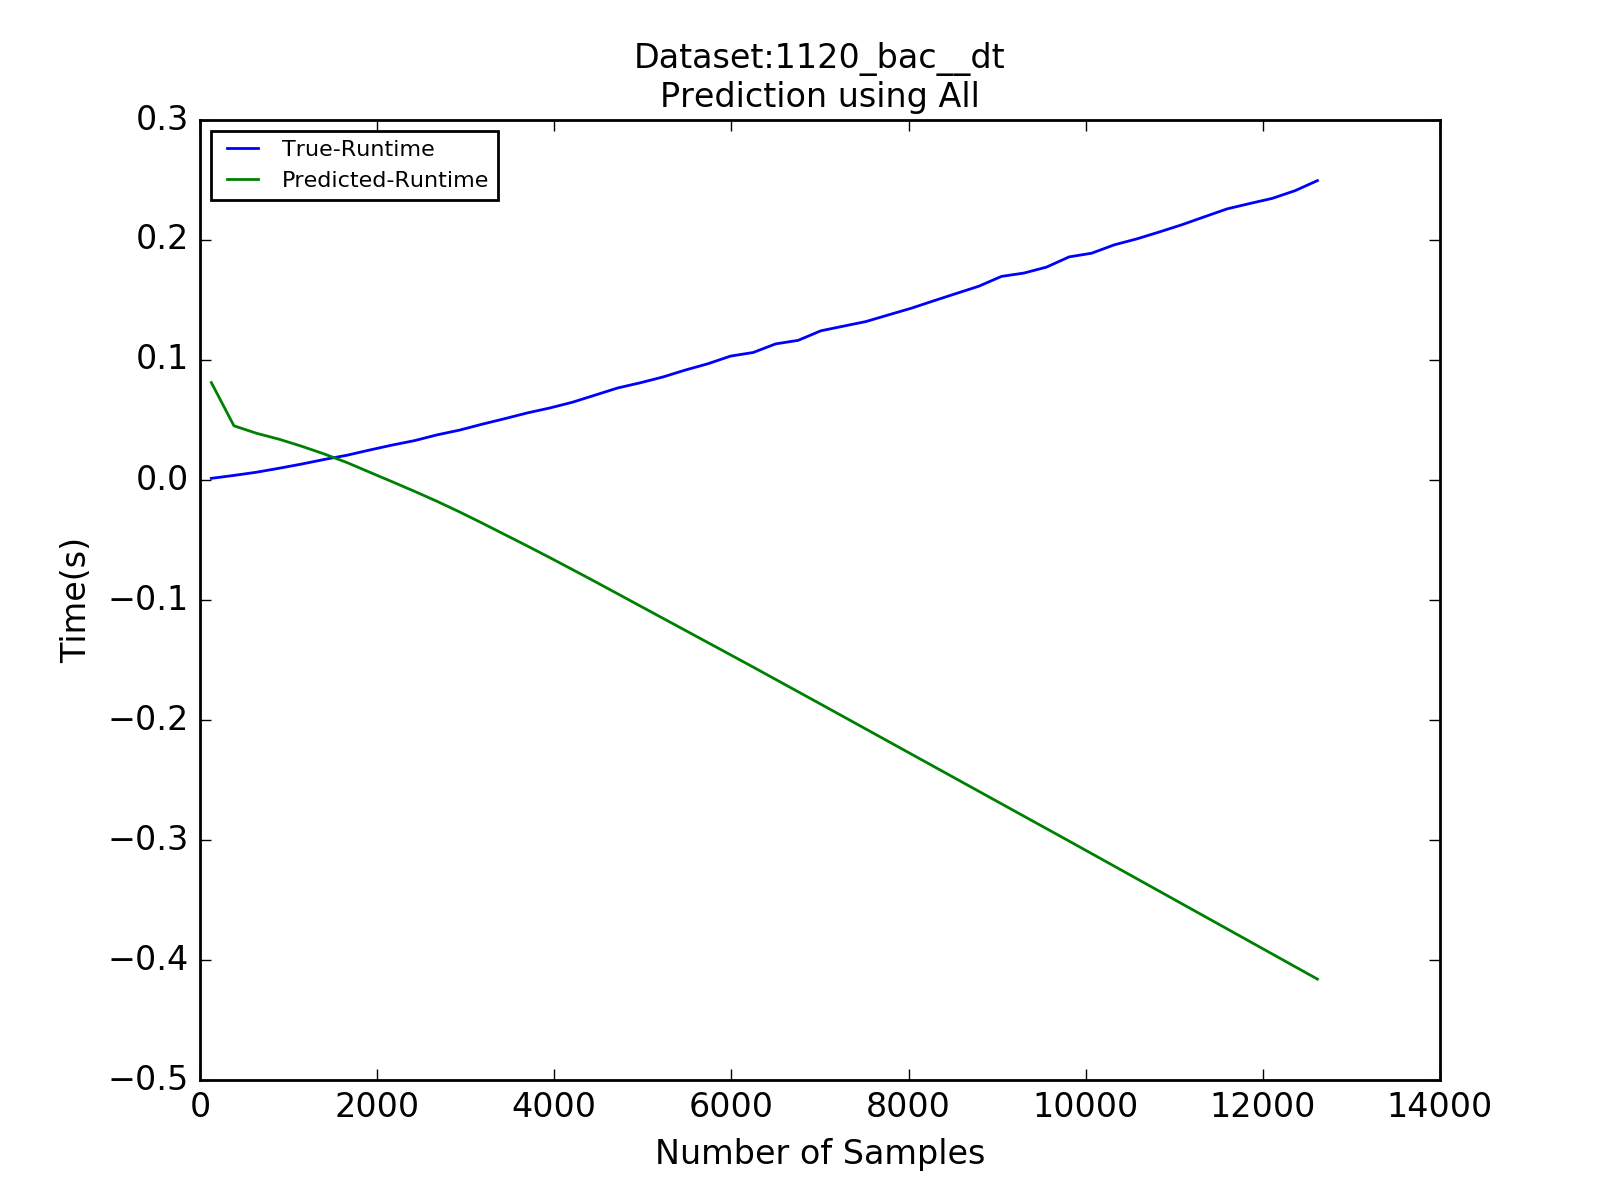 Dataset:1120_bac__dt
Prediction using All
True-Runtime
Predicted-Runtime
0.3
0.2
0.1
0.0
−0.1
−0.2
−0.3
−0.4
−0.5
Time(s)
0 2000 4000 6000 8000 10000 12000 14000
Number of Samples